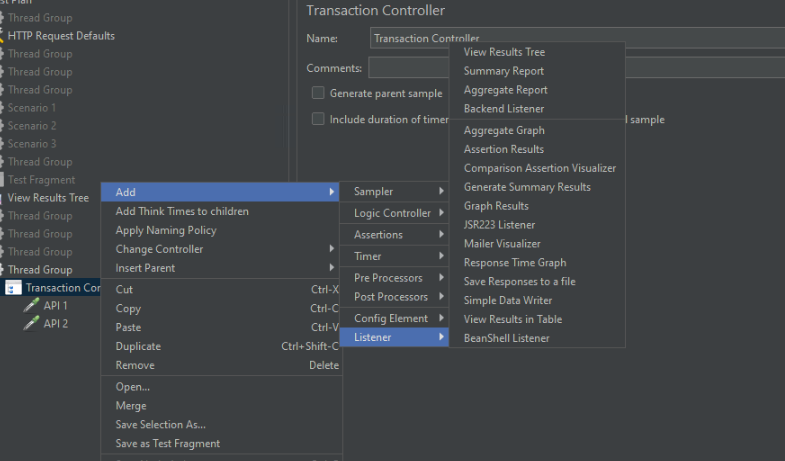 st Plan
Thread Group
HTTP Request Defaults
Thread Group
Thread Group
Thread Group
Scenario 1
Scenario 2
Scenario 3
Thread Group
Test Fragment
View Results Tree
Thread Group
Thread Group
Thread Group
Thread Group
Transaction Cor
API 1
API 2
Transaction Controller
Name: Transaction Controller
Comments:
Generate parent sample
Include duration of timer
d sample
Add
Add Think Times to children
Apply Naming Policy
Change Controller
Insert Parent
Cut Ctrl-X
Copy Ctrl-C
Paste Ctrl-V
Duplicate Ctrl+Shift-C
Remove Delete
Open...
Merge
Save Selection As...
Save as Test Fragment
Sampler
Logic Controller
Assertions
Timer
Pre Processors
Post Processors
Config Element
Listener
View Results Tree
Summary Report
Aggregate Report
Backend Listener
Aggregate Graph
Assertion Results
Comparison Assertion Visualizer
Generate Summary Results
Graph Results
JSR223 Listener
Mailer Visualizer
Response Time Graph
Save Responses to a file
Simple Data Writer
View Results in Table
BeanShell Listener